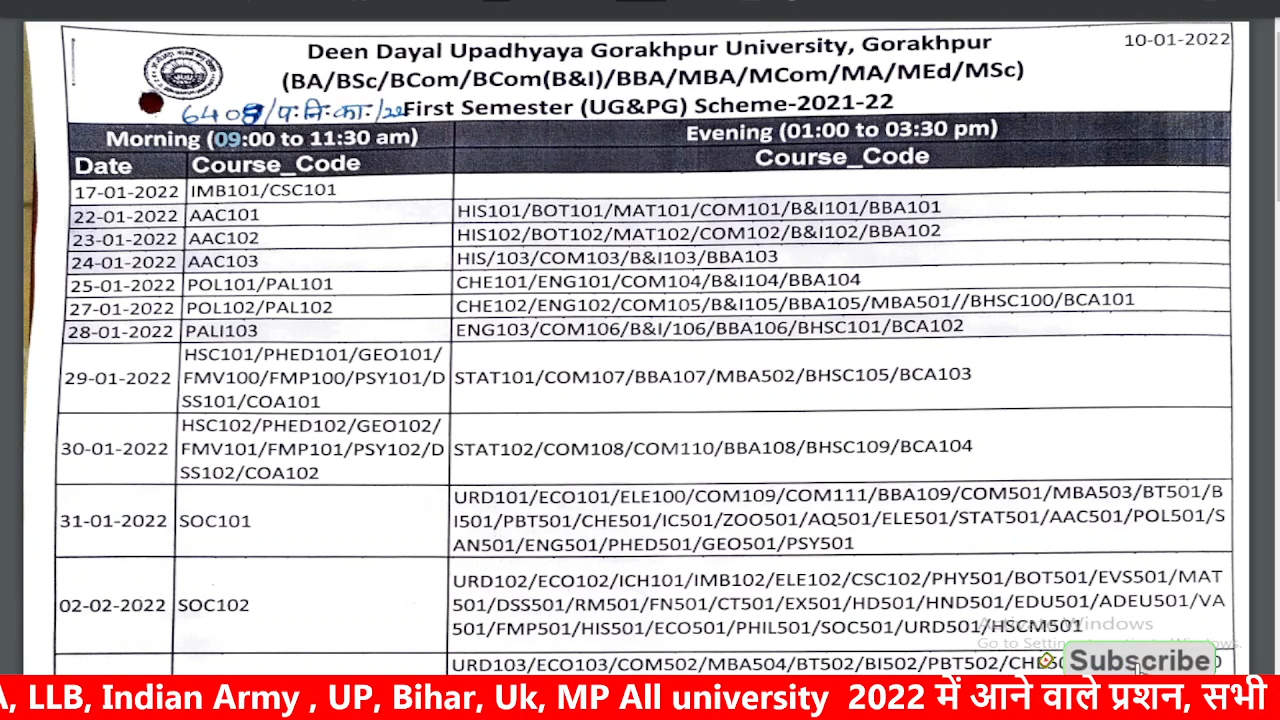 10-01-2022
Deen Dayal Upadhyaya Gorakhpur University, Gorakhpur
(BA/BSc/BCom/BCom(B&I)/BBA/MBA/MCom/MA/MEd/MSc)
First Semester (UG&PG) Scheme-2021-22
Morning (09:00 to 11:30 am) Evening (01:00 to 03:30 pm)
Date Course_Code Course_Code
17-01-2022 IMB101/CSC101
22-01-2022 AAC101 HIS101/BOT101/MAT101/COM101/B&I101/BBA101
23-01-2022 AAC102 HIS102/BOT102/MAT102/COM102/B&I102/BBA102
24-01-2022 AAC103 HIS/103/COM103/B&I103/BBA103
25-01-2022 POL101/PAL101 CHE101/ENG101/COM104/B&I104/BBA104
27-01-2022 POL102/PAL102 CHE102/ENG102/COM105/B&I105/BBA105/MBA501//BHSC100/BCA101
28-01-2022 PALI103 ENG103/COM106/B&I/106/BBA106/BHSC101/BCA102
HSC101/PHED101/GEO101/
29-01-2022 FMV100/FMP100/PSY101/D STAT101/COM107/BBA107/MBA502/BHSC105/BCA103
SS101/COA101
HSC102/PHED102/GEO102/
30-01-2022 FMV101/FMP101/PSY102/D STAT102/COM108/COM110/BBA108/BHSC109/BCA104
SS102/COA102
URD101/ECO101/ELE100/COM109/COM111/BBA109/COM501/MBA503/BT501/B
31-01-2022 SOC101 I501/PBT501/CHE501/IC501/ZOO501/AQ501/ELE501/STAT501/AAC501/POL501/S
AN501/ENG501/PHED501/GEO501/PSY501
URD102/ECO102/ICH101/IMB102/ELE102/CSC102/PHY501/BOT501/EVS501/MAT
02-02-2022 SOC102 501/DSS501/RM501/FN501/CT501/EX501/HD501/HND501/EDU501/ADEU501/VA
501/FMP501/HIS501/ECO501/PHIL501/SOC501/URD501/HSCM501
Activate Windows
Go to Settings to activate Windows.
URD103/ECO103/COM502/MBA504/BT502/BI502/PBT502/
Subscribe
A, LLB, Indian Army , UP, Bihar, Uk, MP All university 2022 में आने वाले प्रशन, सभी